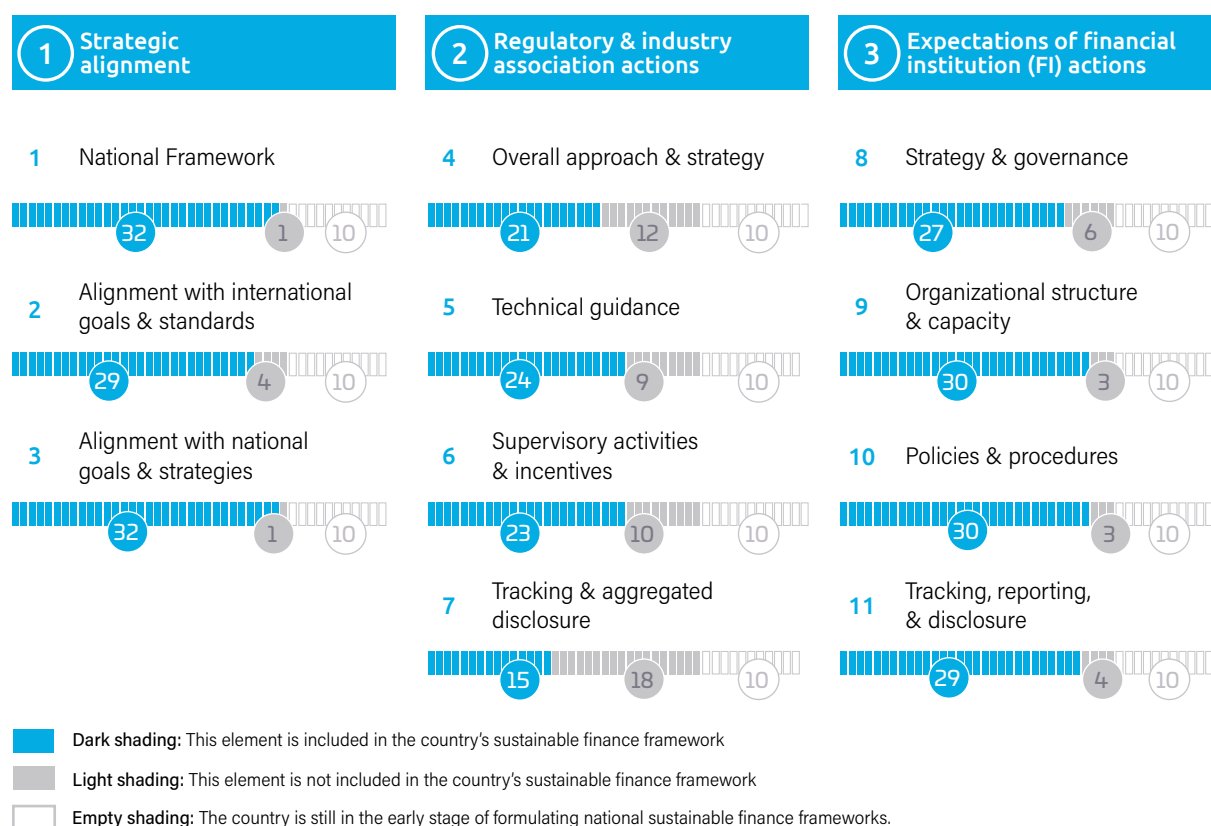 1
Strategic
alignment
1 National Framework
32 1 10
2 Alignment with international
goals & standards
29 4 10
3 Alignment with national
goals & strategies
32 1 10
2
Regulatory & industry
association actions
4 Overall approach & strategy
21 12 10
5 Technical guidance
24 9 10
6 Supervisory activities
& incentives
23 10 10
7 Tracking & aggregated
disclosure
15 18 10
3
Expectations of financial
institution (FI) actions
8 Strategy & governance
27 6 10
9 Organizational structure
& capacity
30 3 10
10 Policies & procedures
30 3 10
11 Tracking, reporting,
& disclosure
29 4 10
Dark shading: This element is included in the country's sustainable finance framework
Light shading: This element is not included in the country's sustainable finance framework
Empty shading: The country is still in the early stage of formulating national sustainable finance frameworks.